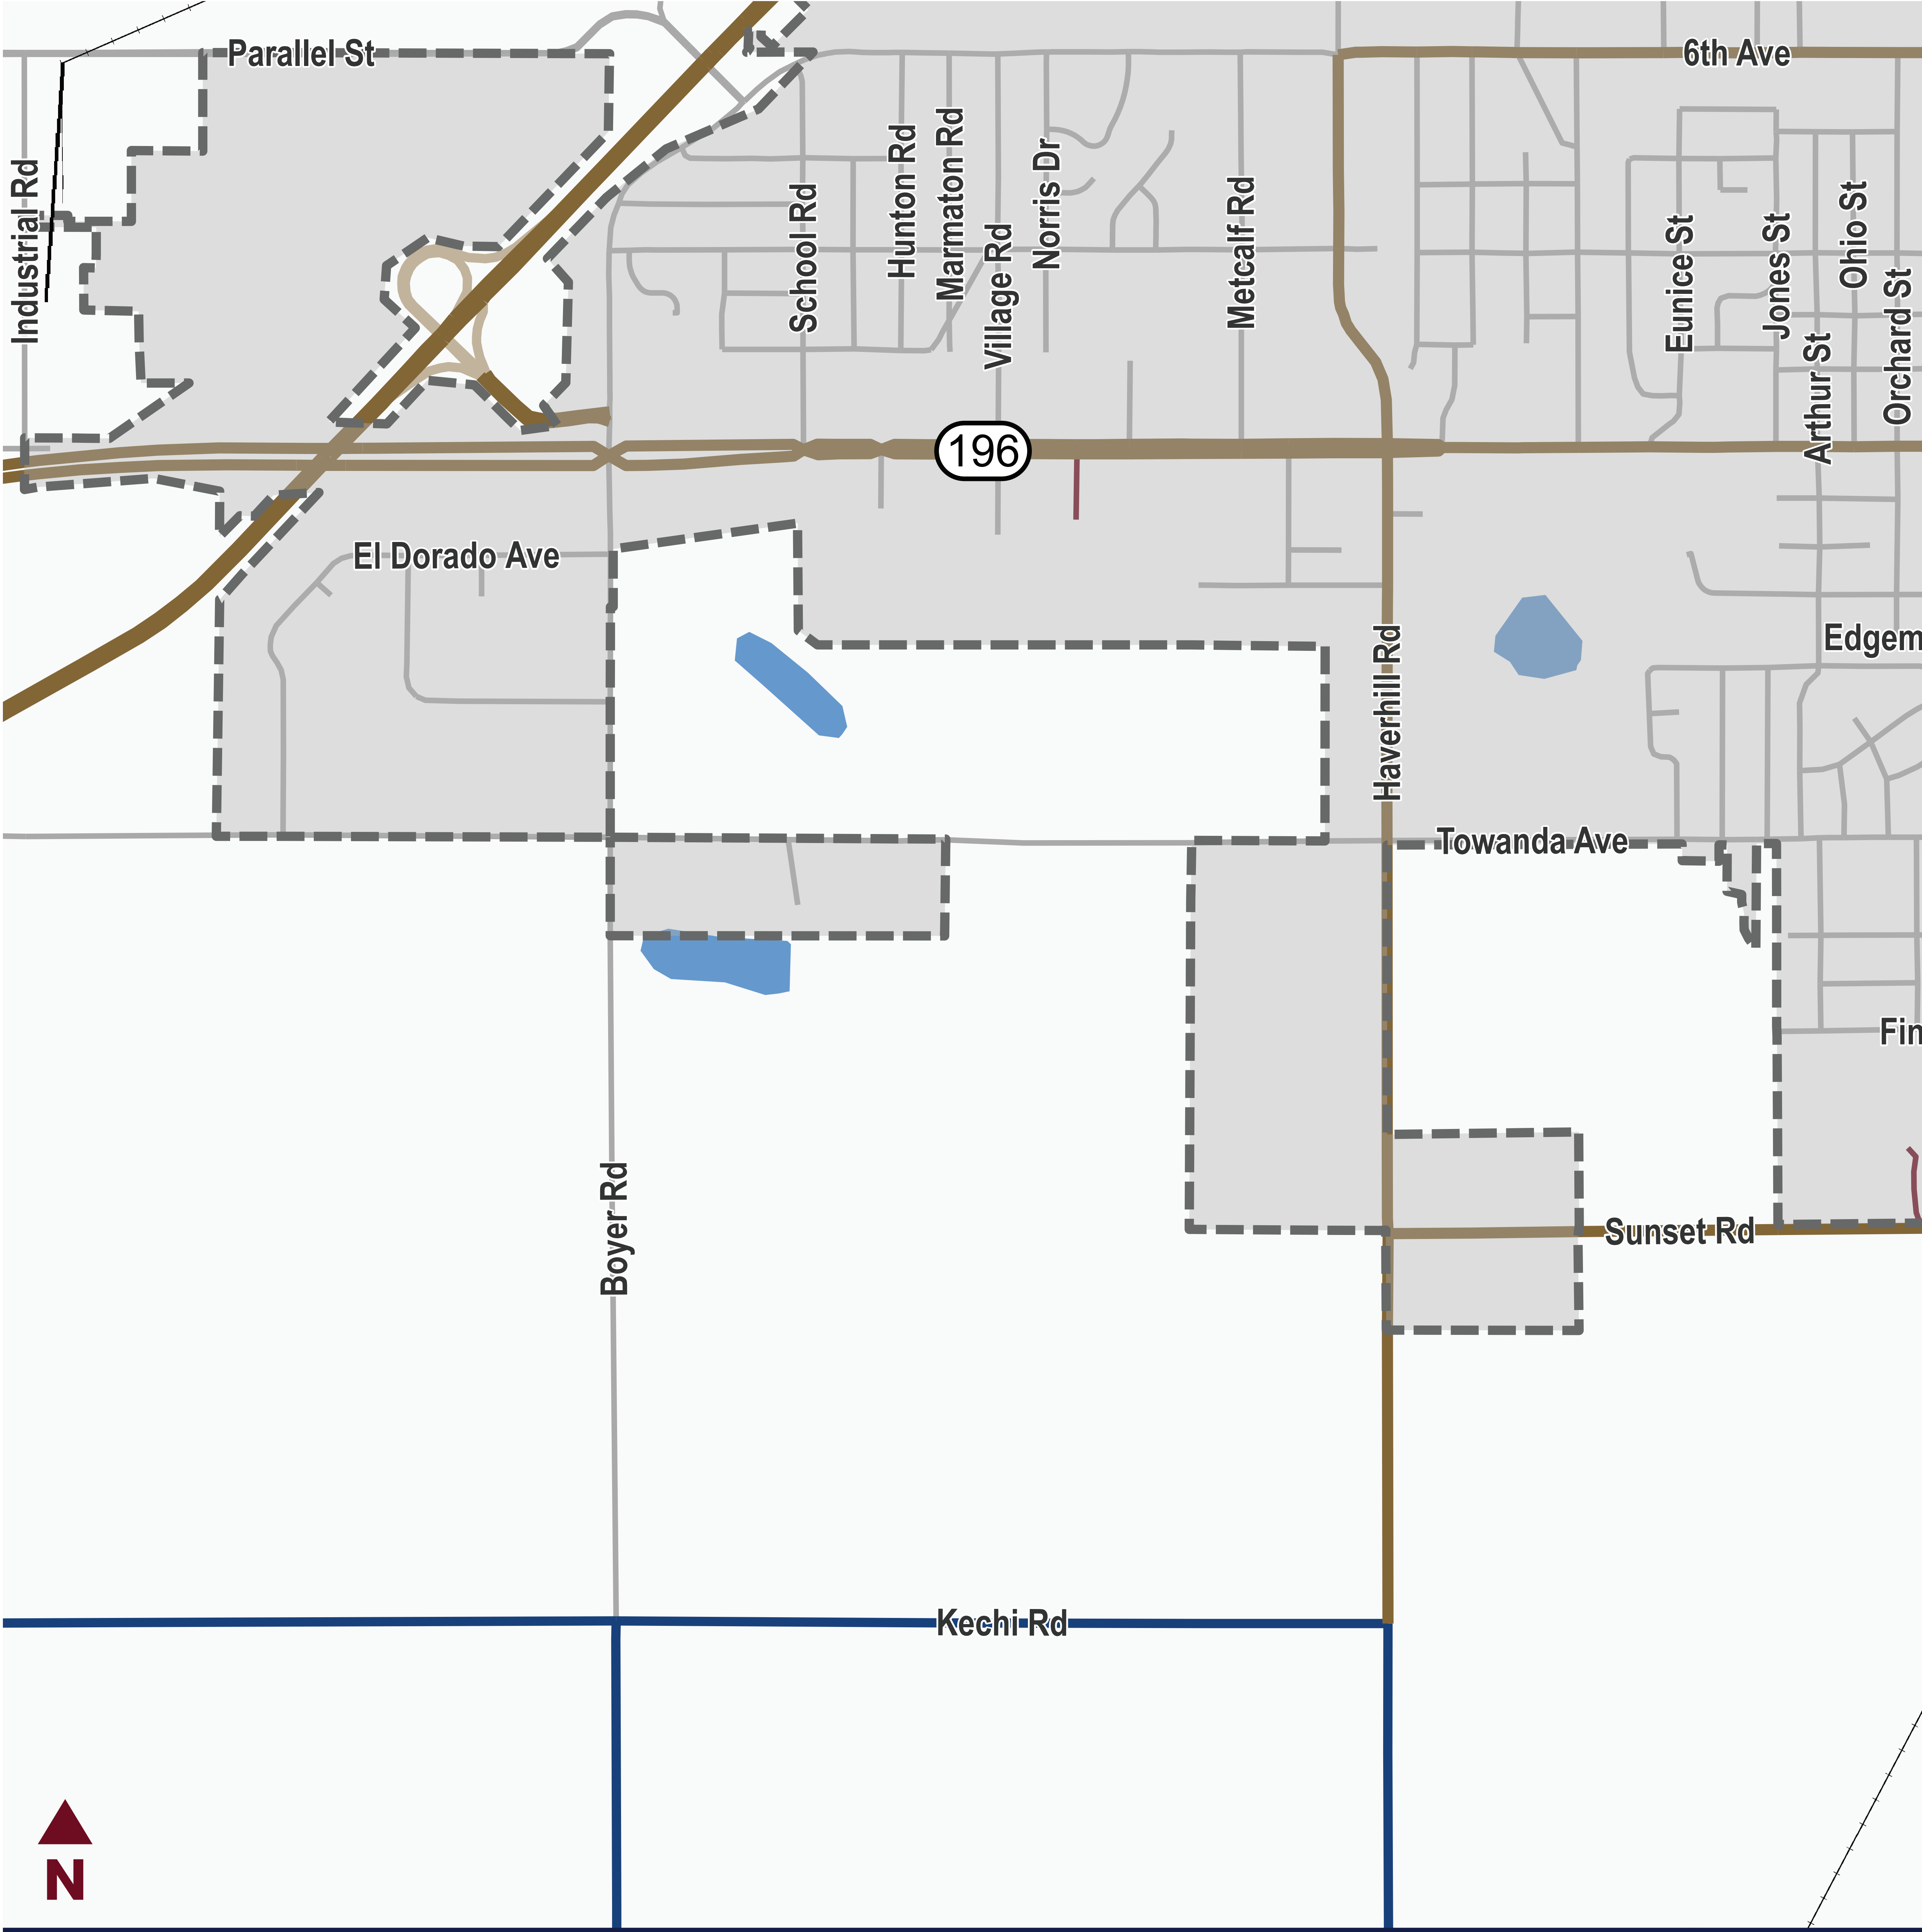 Parallel St
6th Ave
Industrial Rd
School Rd
Hunton Rd
Marmaton Rd
Village Rd
Norris Dr
Metcalf Rd
Eunice St
Jones St
Ohio St
Arthur St
Orchard St
196
El Dorado Ave
Haverhill Rd
Edgem
Towanda Ave
Fin
Boyer Rd
Sunset Rd
Kechi Rd
N